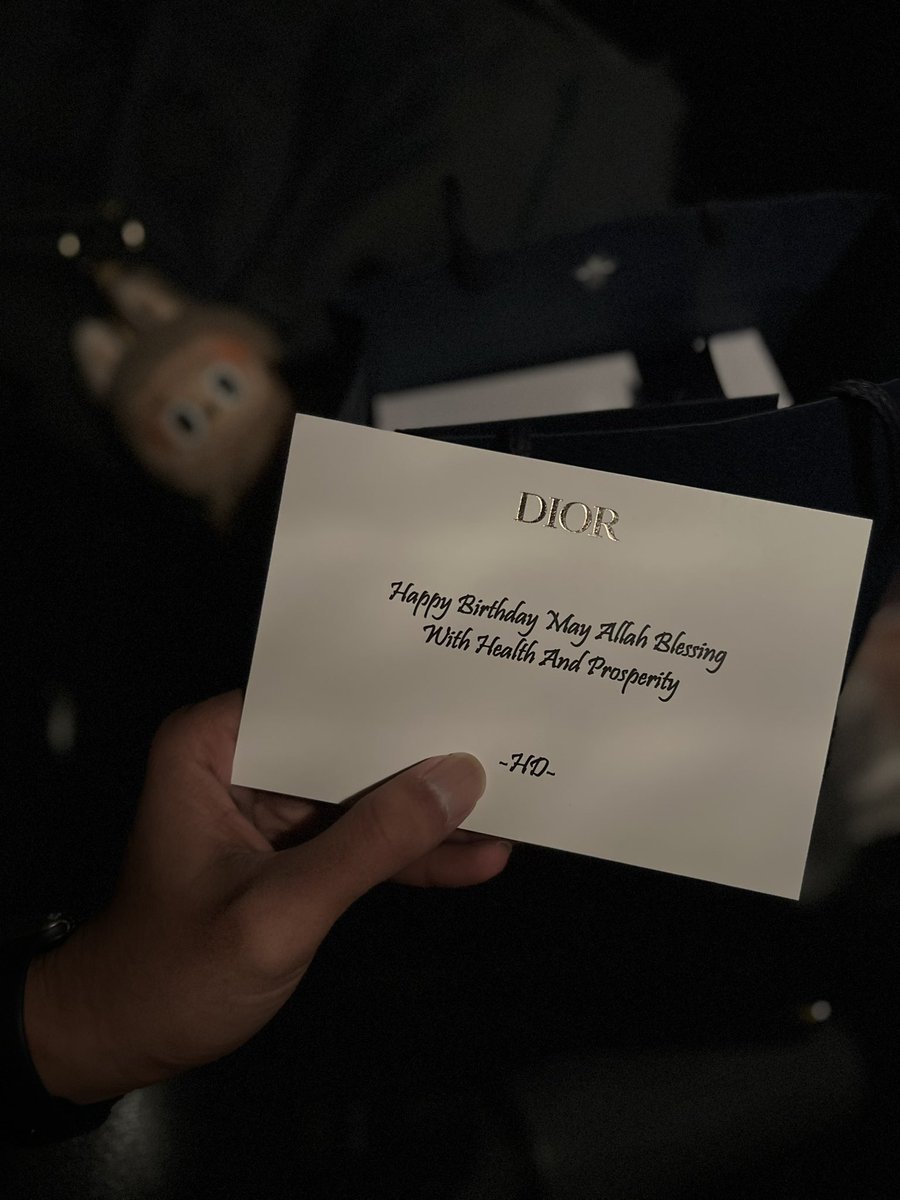 DIOR
Happy Birthday May Allah Blessing
With Health And Prosperity
-HD-